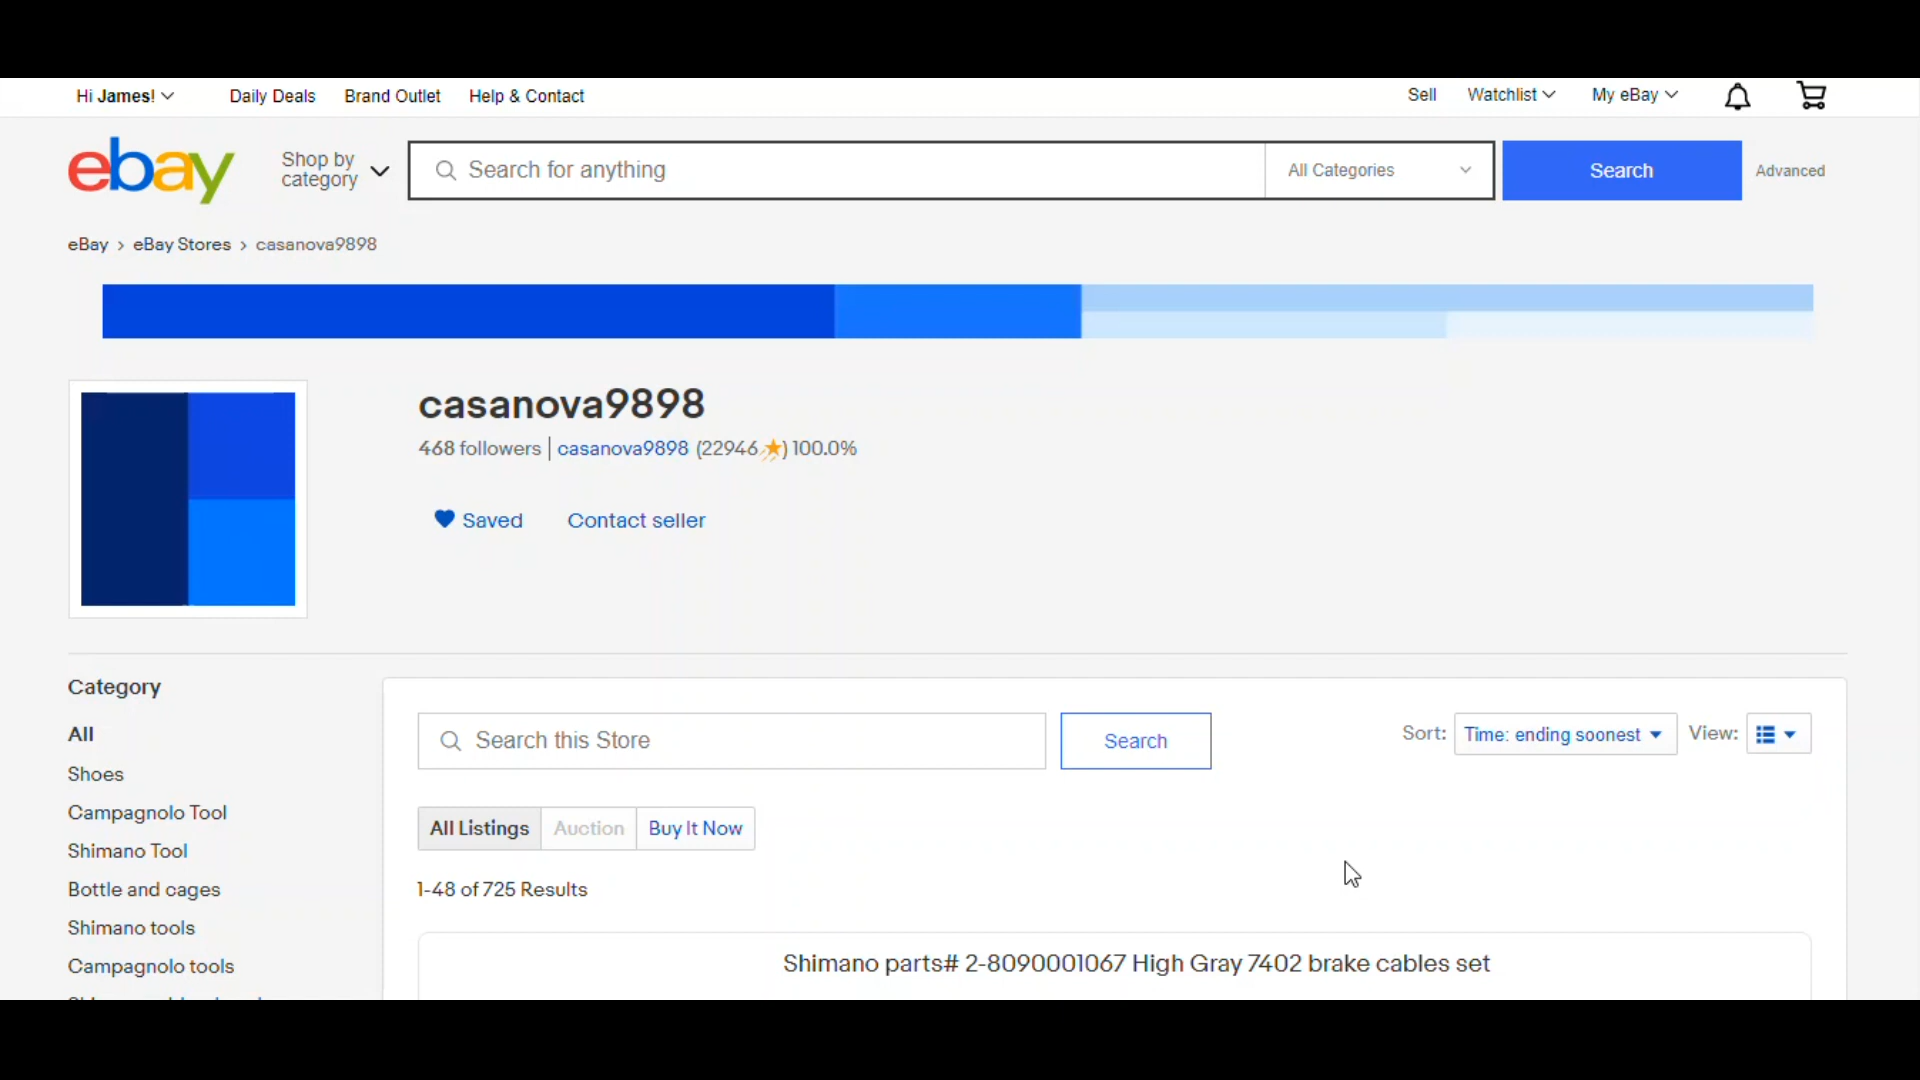 Hi James!
Daily Deals
Brand Outlet
Help & Contact
Sell
Watchlist
My eBay
ebay
Shop by
category
Search for anything
All Categories
Search
Advanced
eBay > eBay Stores > casanova9898
casanova9898
468 followers | casanova9898 (22946) 100.0%
Saved
Contact seller
Category
All
Shoes
Campagnolo Tool
Shimano Tool
Bottle and cages
Shimano tools
Campagnolo tools
Search this Store
Search
Sort: Time: ending soonest
View:
All Listings
Auction
Buy It Now
1-48 of 725 Results
Shimano parts# 2-8090001067 High Gray 7402 brake cables set